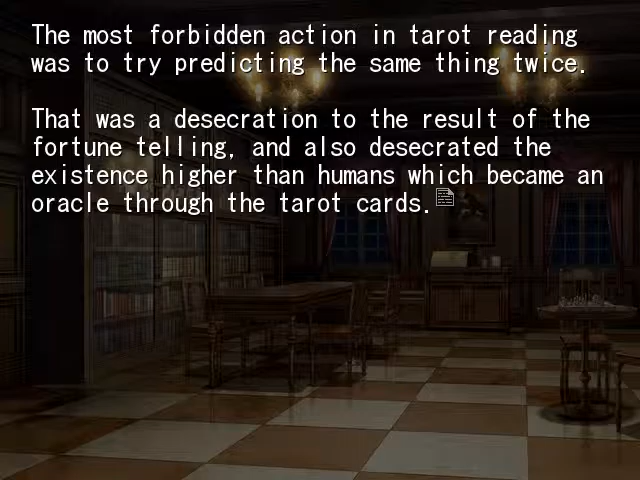 The most forbidden action in tarot reading
was to try predicting the same thing twice.
That was a desecration to the result of the
fortune telling, and also desecrated the
existence higher than humans which became an
oracle through the tarot cards.